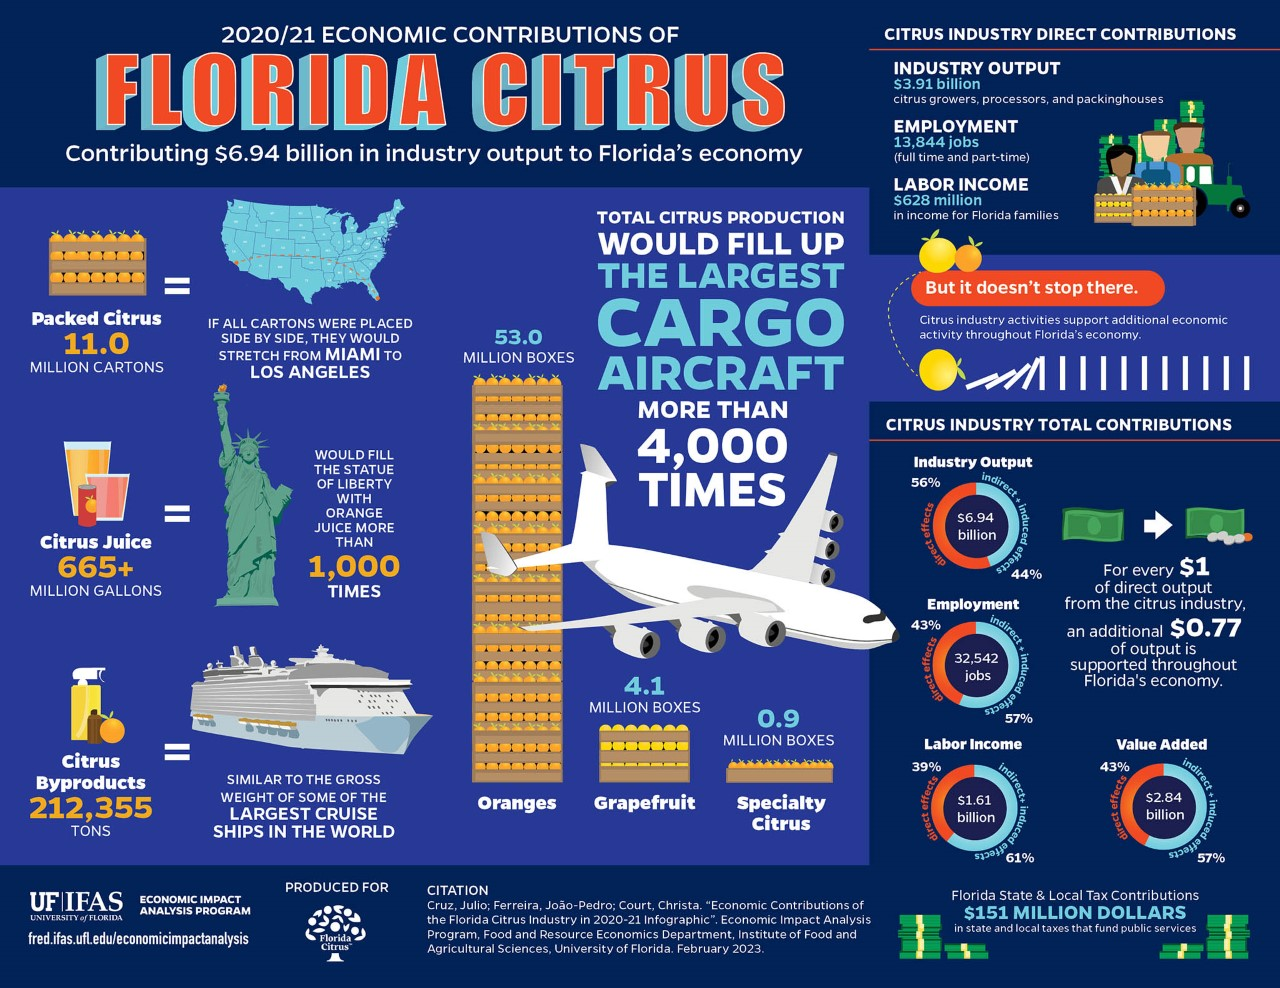 2020/21 ECONOMIC CONTRIBUTIONS OF
FLORIDA CITRUS
Contributing $6.94 billion in industry output to Florida's economy
Packed Citrus
11.0
MILLION CARTONS
=
IF ALL CARTONS WERE PLACED
SIDE BY SIDE, THEY WOULD
STRETCH FROM MIAMI TO
LOS ANGELES
Citrus Juice
665+
MILLION GALLONS
=
WOULD FILL
THE STATUE
OF LIBERTY
WITH
ORANGE
JUICE MORE
THAN
1,000
TIMES
Citrus
Byproducts
212,355
TONS
=
SIMILAR TO THE GROSS
WEIGHT OF SOME OF THE
LARGEST CRUISE
SHIPS IN THE WORLD
TOTAL CITRUS PRODUCTION
WOULD FILL UP
THE LARGEST
CARGO
AIRCRAFT
MORE THAN
4,000
TIMES
53.0
MILLION BOXES
Oranges
4.1
MILLION BOXES
Grapefruit
0.9
MILLION BOXES
Specialty
Citrus
CITRUS INDUSTRY DIRECT CONTRIBUTIONS
INDUSTRY OUTPUT
$3.91 billion
citrus growers, processors, and packinghouses
EMPLOYMENT
13,844 jobs
(full time and part-time)
LABOR INCOME
$628 million
in income for Florida families
But it doesn't stop there.
Citrus industry activities support additional economic
activity throughout Florida's economy.
CITRUS INDUSTRY TOTAL CONTRIBUTIONS
Industry Output
56%
direct effects
$6.94
billion
indirect + induced effects
44%
Employment
43%
direct effects
32,542
jobs
indirect + induced effects
57%
Labor Income
39%
direct effects
$1.61
billion
indirect + induced effects
61%
Value Added
43%
direct effects
$2.84
billion
indirect + induced effects
57%
For every $1
of direct output
from the citrus industry,
an additional $0.77
of output is
supported throughout
Florida's economy.
Florida State & Local Tax Contributions
$151 MILLION DOLLARS
in state and local taxes that fund public services
UF|IFAS
UNIVERSITY of FLORIDA
ECONOMIC IMPACT
ANALYSIS PROGRAM
fred.ifas.ufl.edu/economicimpactanalysis
PRODUCED FOR
Florida
Citrus
CITATION
Cruz, Julio; Ferreira, João-Pedro; Court, Christa. "Economic Contributions of
the Florida Citrus Industry in 2020-21 Infographic". Economic Impact Analysis
Program, Food and Resource Economics Department, Institute of Food and
Agricultural Sciences, University of Florida. February 2023.